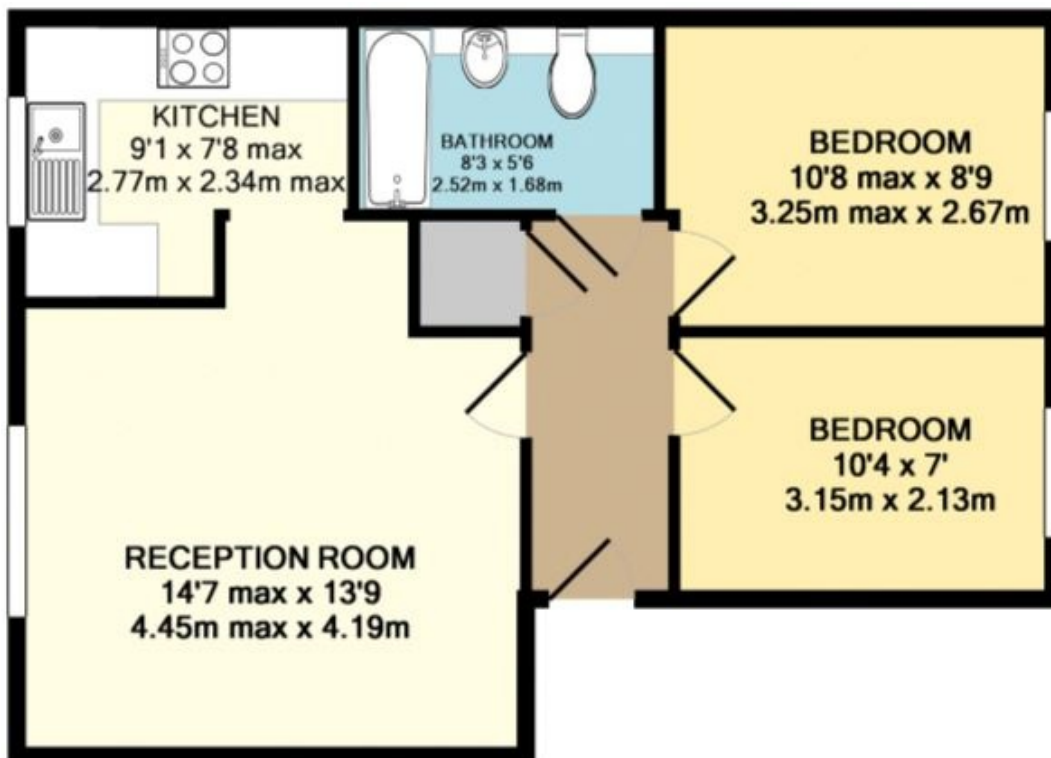 KITCHEN
9'1 x 7'8 max
2.77m x 2.34m max
BATHROOM
8'3 x 5'6
2.52m x 1.68m
BEDROOM
10'8 max x 8'9
3.25m max x 2.67m
BEDROOM
10'4 x 7'
3.15m x 2.13m
RECEPTION ROOM
14'7 max x 13'9
4.45m max x 4.19m